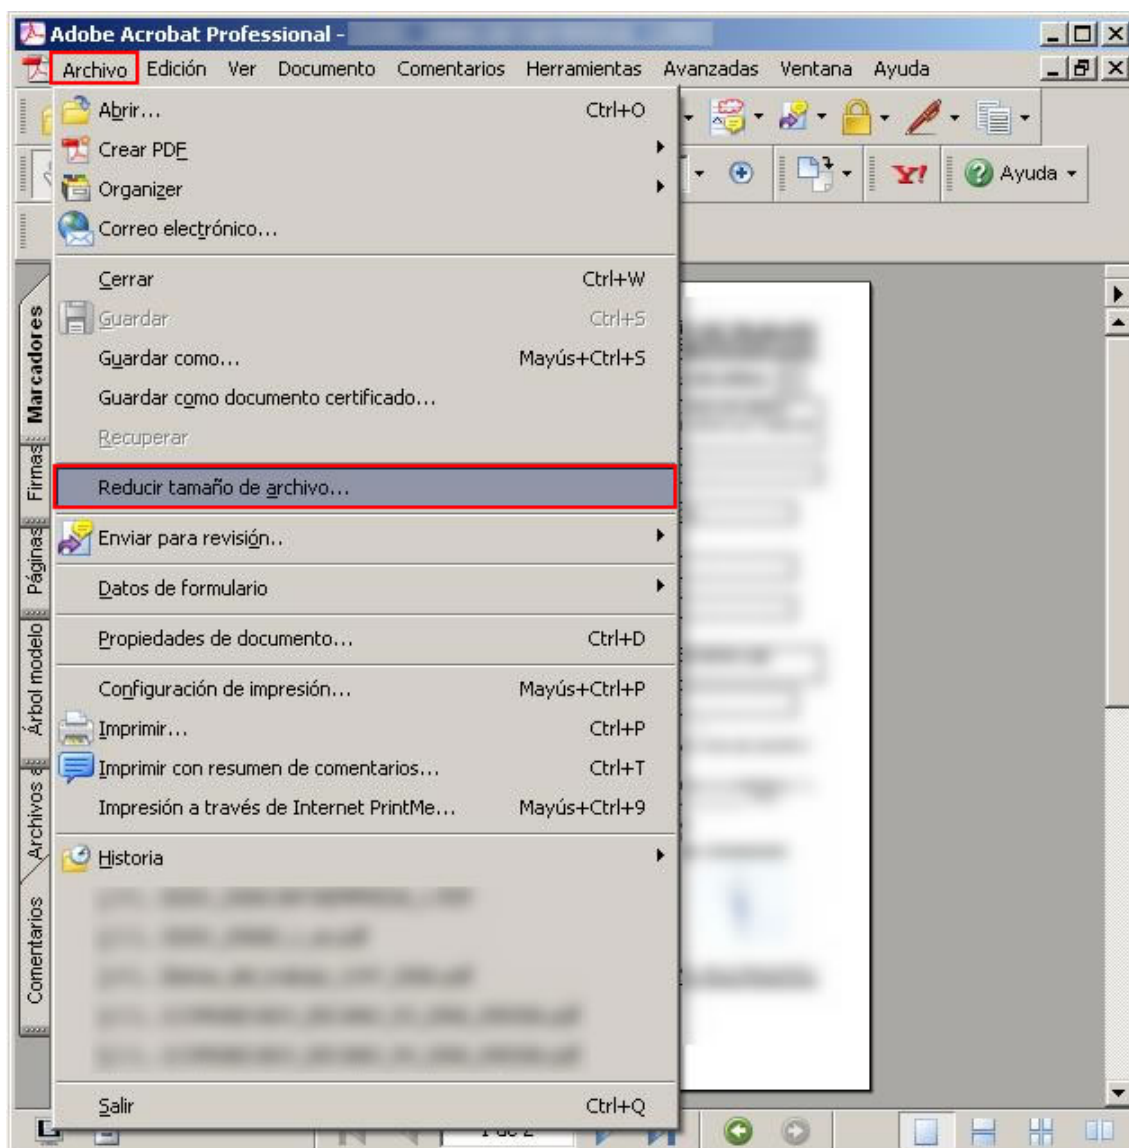 Adobe Acrobat Professional -
Archivo Edición Ver Documento Comentarios Herramientas Avanzadas Ventana Ayuda
Abrir... Ctrl+O
Crear PDF
Y! Ayuda
Organizer
Correo electrónico...
Cerrar Ctrl+W
Guardar Ctrl+S
Guardar como... Mayús+Ctrl+S
Guardar como documento certificado...
Recuperar
Reducir tamaño de archivo...
Enviar para revisión..
Datos de formulario
Propiedades de documento... Ctrl+D
Configuración de impresión... Mayús+Ctrl+P
Imprimir... Ctrl+P
Imprimir con resumen de comentarios... Ctrl+T
Impresión a través de Internet PrintMe... Mayús+Ctrl+9
Historia
Salir Ctrl+Q
Marcadores
Firmas
Páginas
Árbol modelo
Archivos
Comentarios